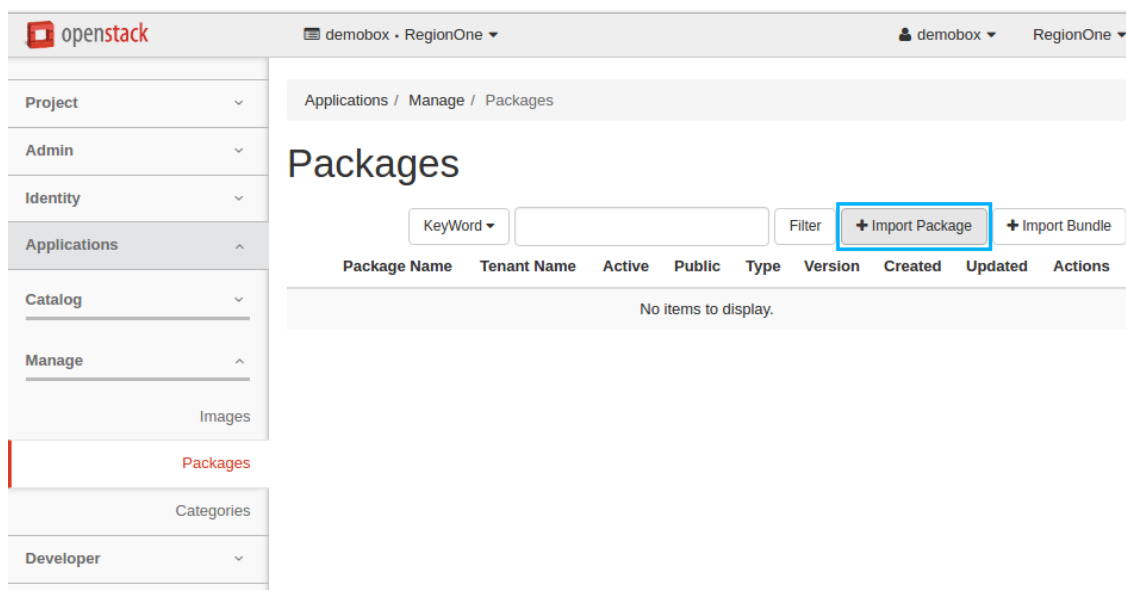 openstack demobox • RegionOne demobox RegionOne
Project
Admin
Identity
Applications
Catalog
Manage
Images
Packages
Categories
Developer
Applications / Manage / Packages
Packages
KeyWord Filter + Import Package + Import Bundle
Package Name Tenant Name Active Public Type Version Created Updated Actions
No items to display.